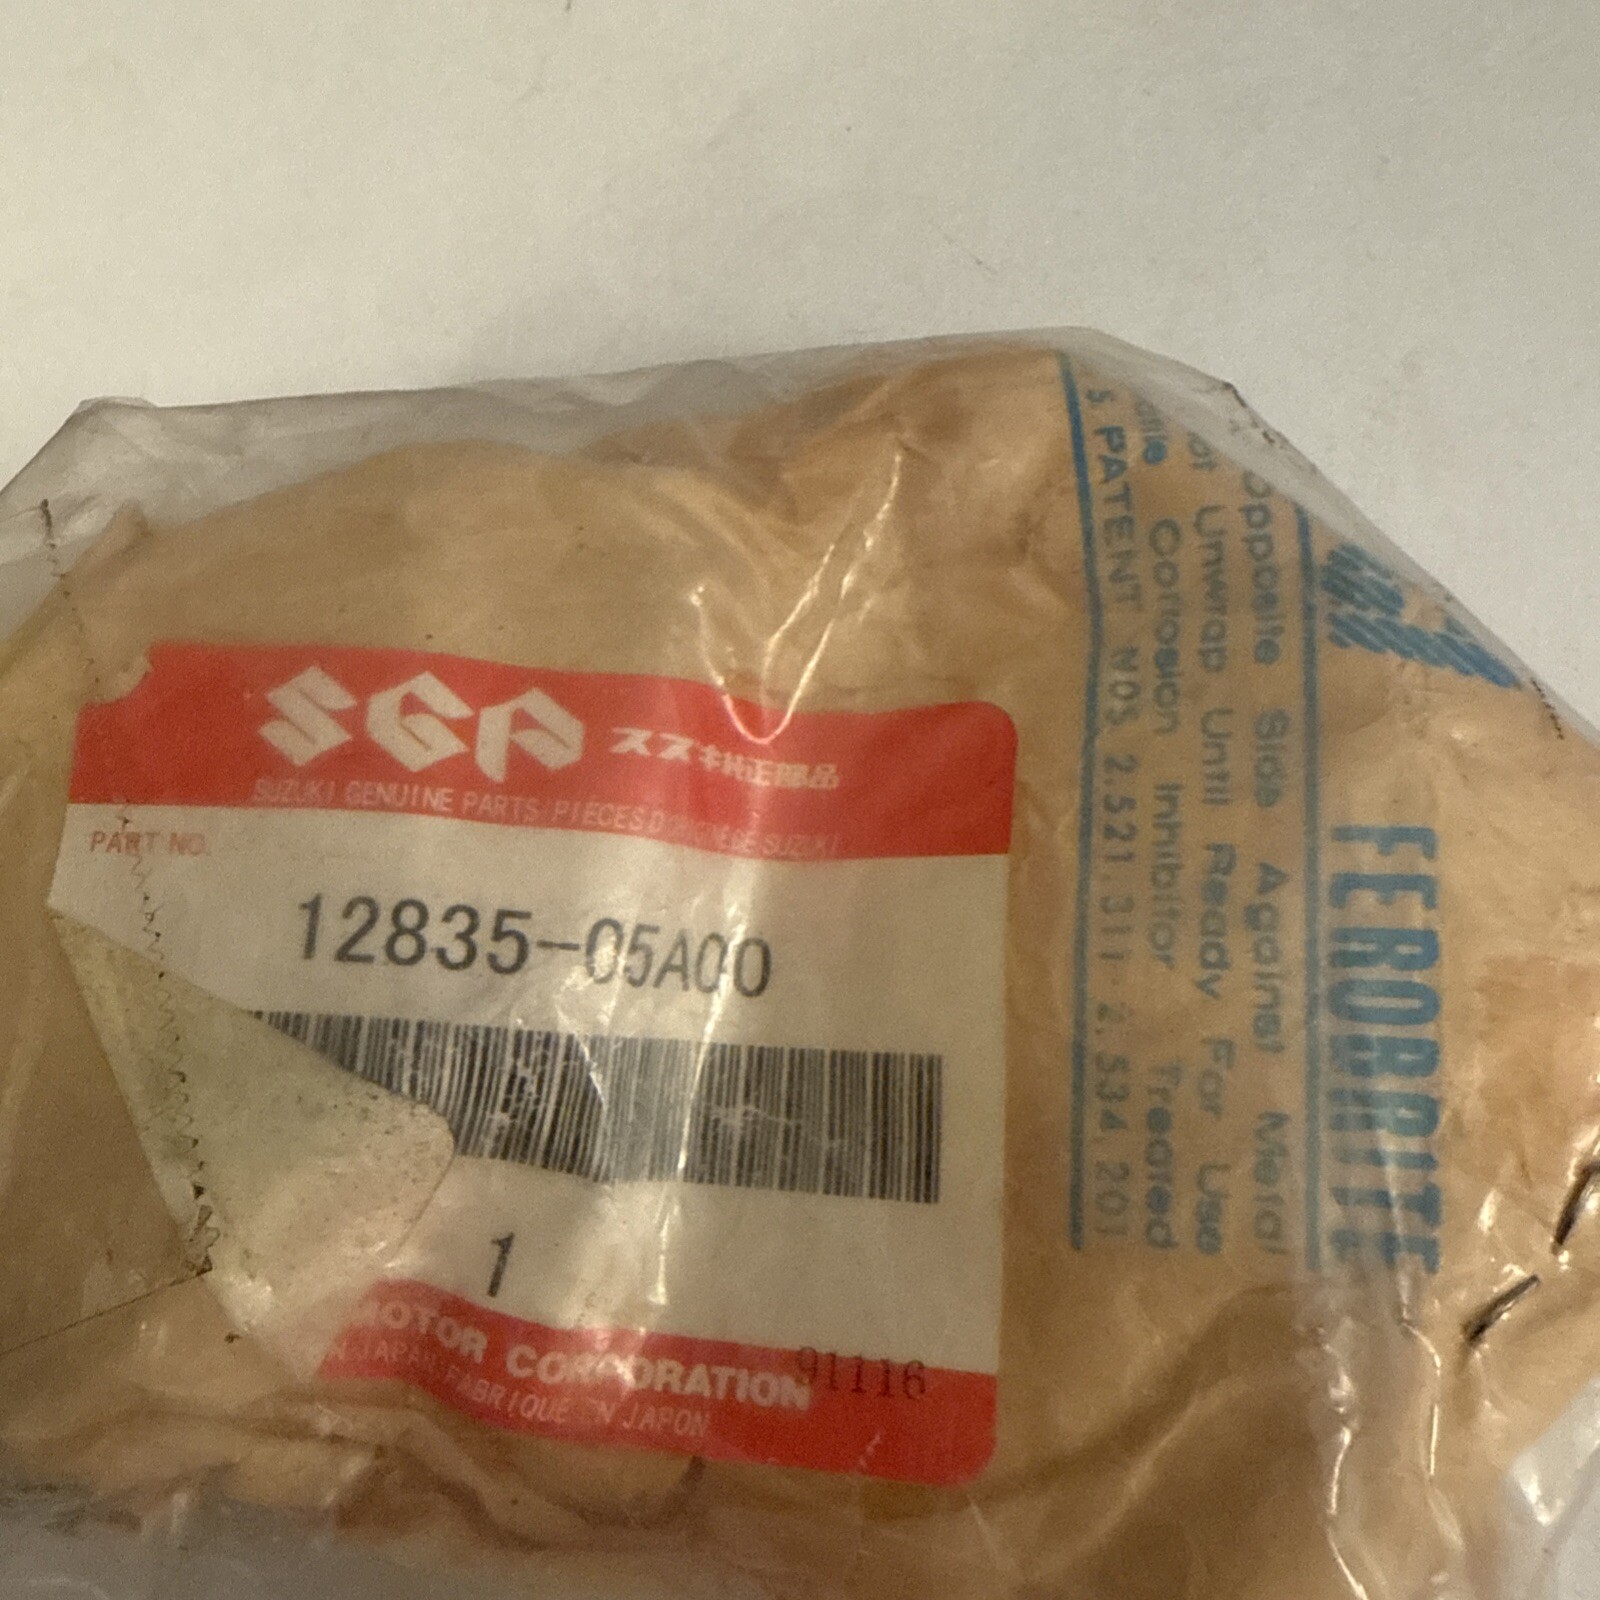 SGP スズキ純正部品
SUZUKI GENUINE PARTS/PIECES D'ORIGINE DE SUZUKI
PART NO.
12835-05A00
1
MOTOR CORPORATION
91116
N JAPAN·FABRIQUE EN JAPON
FEROBRITE
Opposite Side Against Metal
Unwrap Until Ready For Use
Corrosion Inhibitor Treated
S PATENT NOS 2.521.311·2.534.201